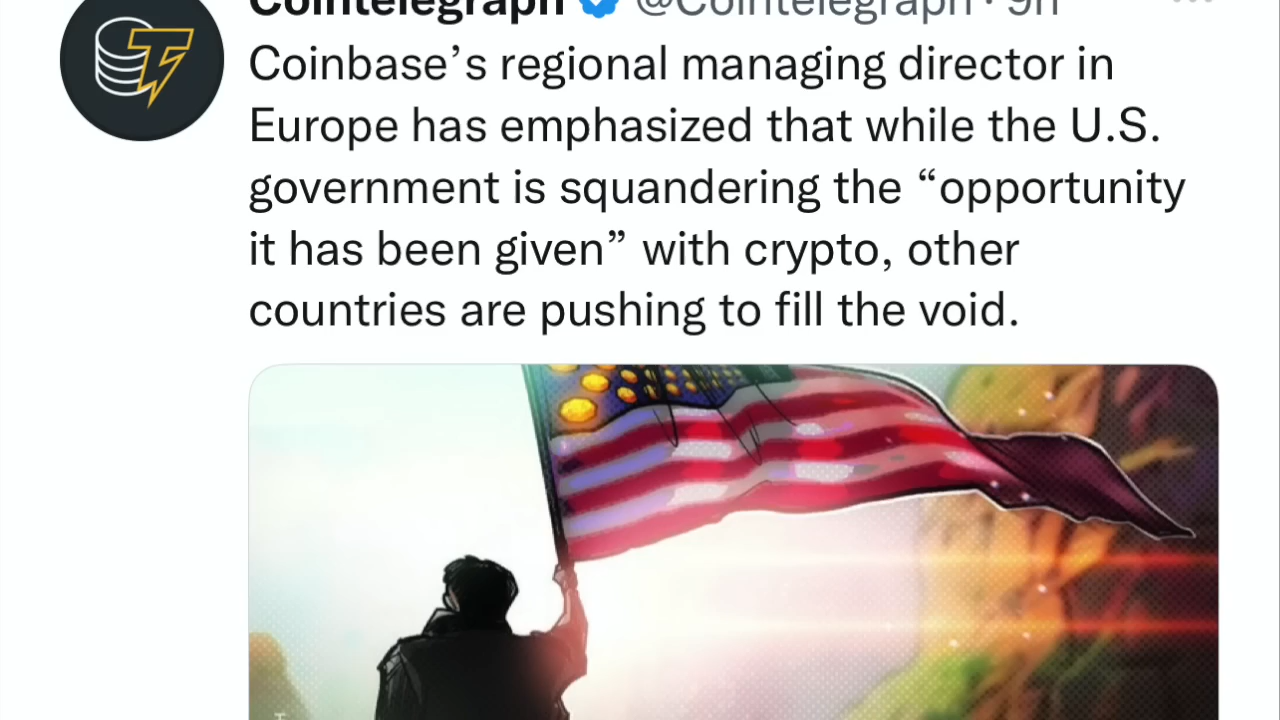 Cointelegraph @Cointelegraph · 9h
Coinbase’s regional managing director in
Europe has emphasized that while the U.S.
government is squandering the “opportunity
it has been given” with crypto, other
countries are pushing to fill the void.